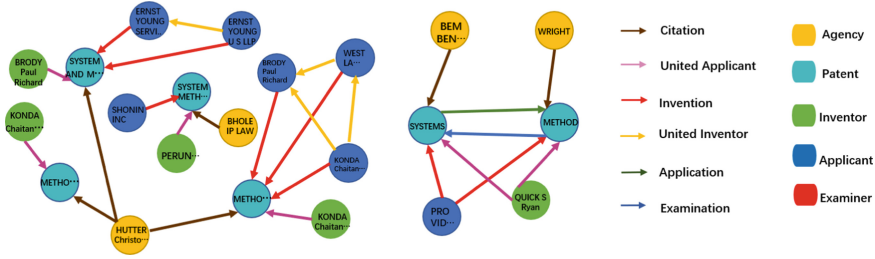 ERNST
YOUNG
SERVI..
ERNST
YOUNG
U S LLP
BRODY
Paul
Richard
SYSTEM
AND M···
KONDA
Chaitan···
SHONIN
INC
SYSTEM
METH···
BHOLE
IP LAW
PERUN···
METHO···
HUTTER
Christo···
BRODY
Paul
Richard
WEST
LA···
KONDA
Chaitan···
METHO···
KONDA
Chaitan···
BEM
BEN···
WRIGHT
SYSTEMS
METHOD
PRO
VID···
QUICK S
Ryan
Citation
United Applicant
Invention
United Inventor
Application
Examination
Agency
Patent
Inventor
Applicant
Examiner